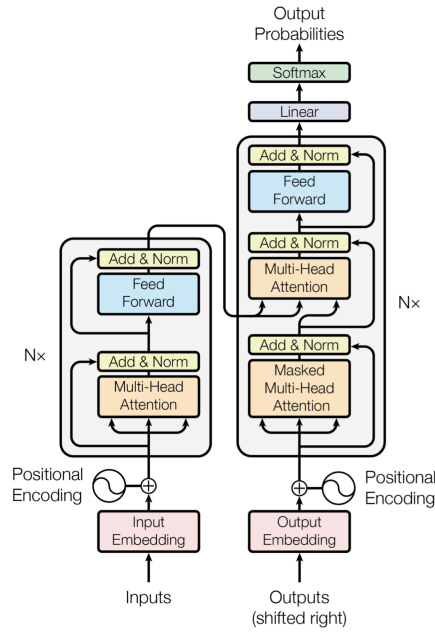 Output
Probabilities
Softmax
Linear
Add & Norm
Feed
Forward
Add & Norm
Multi-Head
Attention
Add & Norm
Masked
Multi-Head
Attention
N×
Positional
Encoding
Output
Embedding
Outputs
(shifted right)
Add & Norm
Feed
Forward
Add & Norm
Multi-Head
Attention
N×
Positional
Encoding
Input
Embedding
Inputs